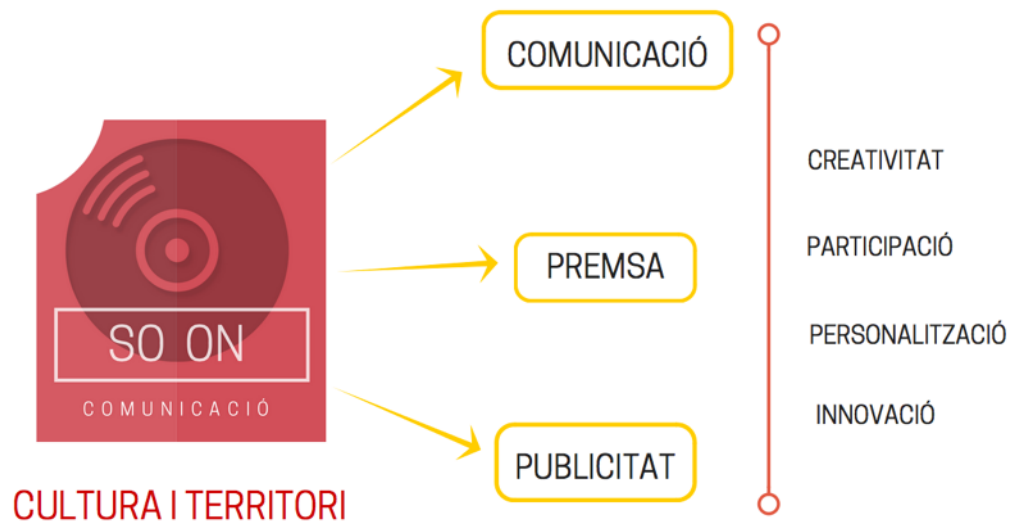 SO ON
COMUNICACIÓ
CULTURA I TERRITORI
COMUNICACIÓ
PREMSA
PUBLICITAT
CREATIVITAT
PARTICIPACIÓ
PERSONALITZACIÓ
INNOVACIÓ